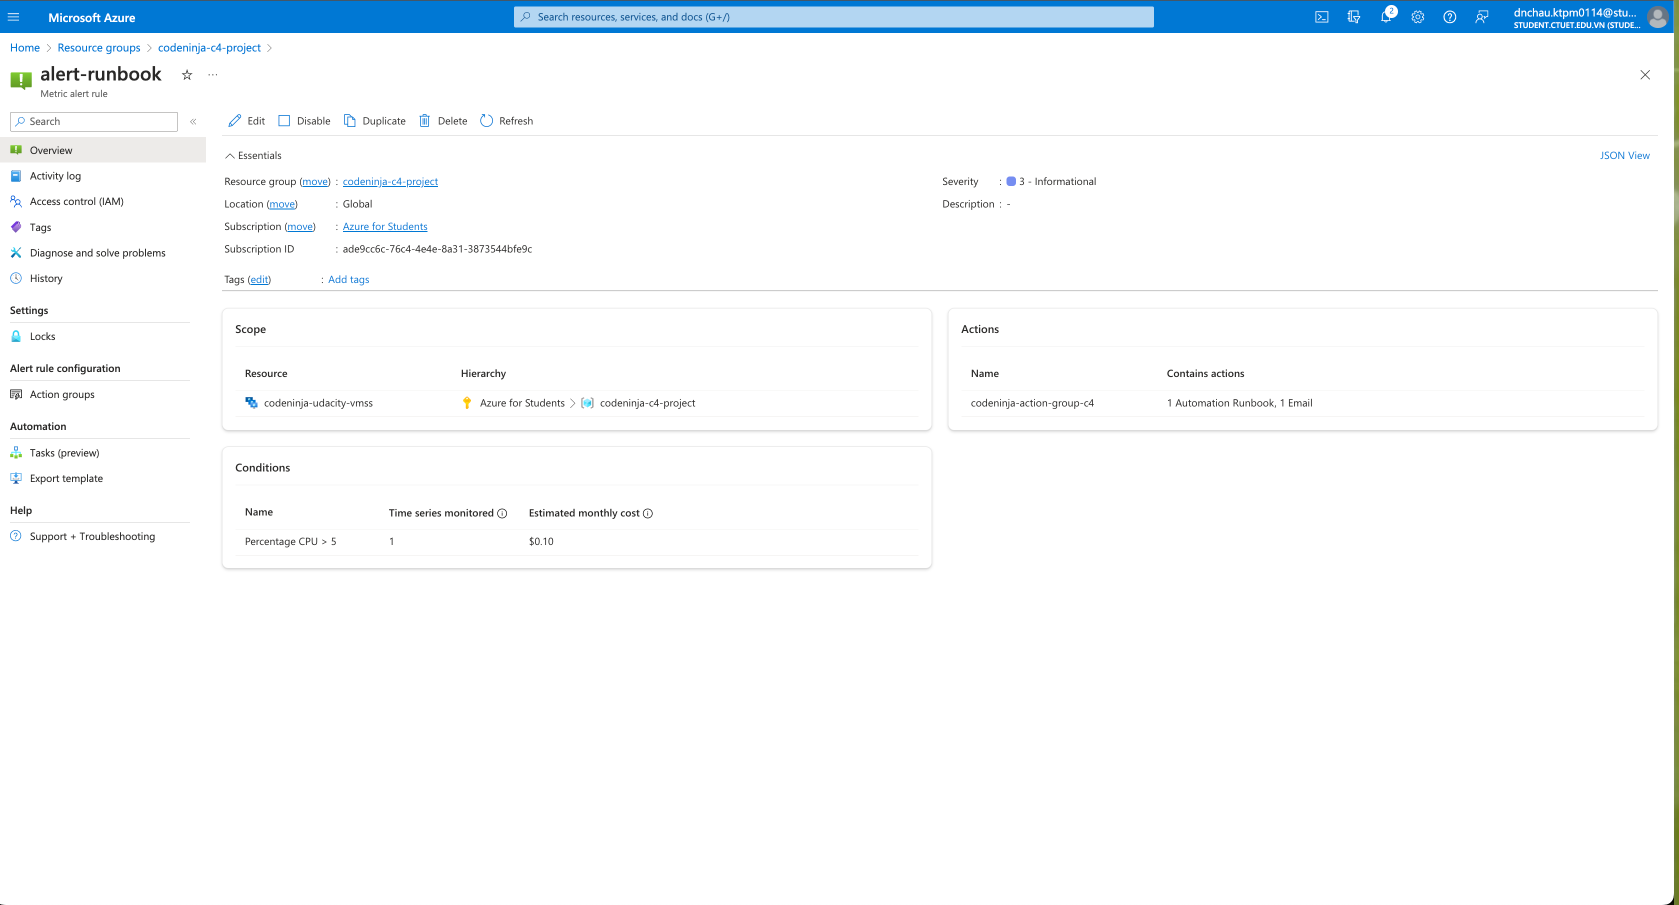 Microsoft Azure
Search resources, services, and docs (G+/)
2
dnchau.ktpm0114@stu...
STUDENT.CTUET.EDU.VN (STUDE...
Home > Resource groups > codeninja-c4-project >
alert-runbook ☆ ...
Metric alert rule
Search «
Edit Disable Duplicate Delete Refresh
Overview
Activity log
Access control (IAM)
Tags
Diagnose and solve problems
History
Settings
Locks
Alert rule configuration
Action groups
Automation
Tasks (preview)
Export template
Help
Support + Troubleshooting
Essentials
JSON View
Resource group (move) : codeninja-c4-project
Location (move) : Global
Subscription (move) : Azure for Students
Subscription ID : ade9cc6c-76c4-4e4e-8a31-3873544bfe9c
Tags (edit) : Add tags
Severity : 3 - Informational
Description : -
Scope
Resource Hierarchy
codeninja-udacity-vmss Azure for Students > codeninja-c4-project
Actions
Name Contains actions
codeninja-action-group-c4 1 Automation Runbook, 1 Email
Conditions
Name Time series monitored Estimated monthly cost
Percentage CPU > 5 1 $0.10